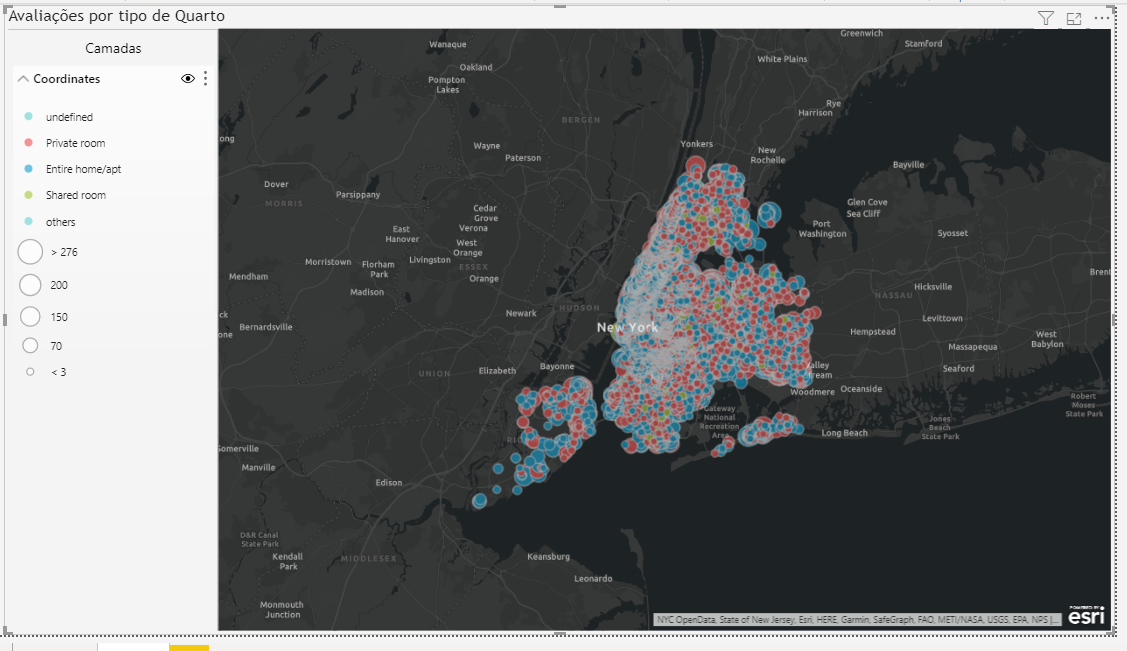 Avaliações por tipo de Quarto
Camadas
Coordinates
undefined
Private room
Entire home/apt
Shared room
others
> 276
200
150
70
< 3
Greenwich
Stamford
Wanaque
White Plains
Oakland
Pompton
Lakes
Rye
Harrison
BERGEN
ong
Yonkers
Wayne
New
Rochelle
Paterson
Bayville
Dover
Parsippany
MORRIS
Glen Cove
Sea Cliff
Cedar
Grove
Verona
Port
Washington
East
Hanover
Syosset
West
Orange
Morristown
Florham
Park
Livingston
ESSEX
Orange
Brent
Mendham
Madison
Hicksville
NASSAU
HUDSON
Newark
ck
one
Bernardsville
New York
Levittown
Hempstead
West
Babylon
Massapequa
Bayonne
Elizabeth
UNION
Seaford
Woodmere
Oceanside
Robert
Moses
State Park
Gateway
National
Recreation
Area
Jones
Beach
State Park
Long Beach
RIC
Somerville
Manville
Edison
D&R Canal
State Park
Kendall
Park
MIDDLESEX
Keansburg
Leonardo
Monmouth
Junction
NYC OpenData, State of New Jersey, Esri, HERE, Garmin, SafeGraph, FAO, METI/NASA, USGS, EPA, NPS |...
POWERED BY
esri